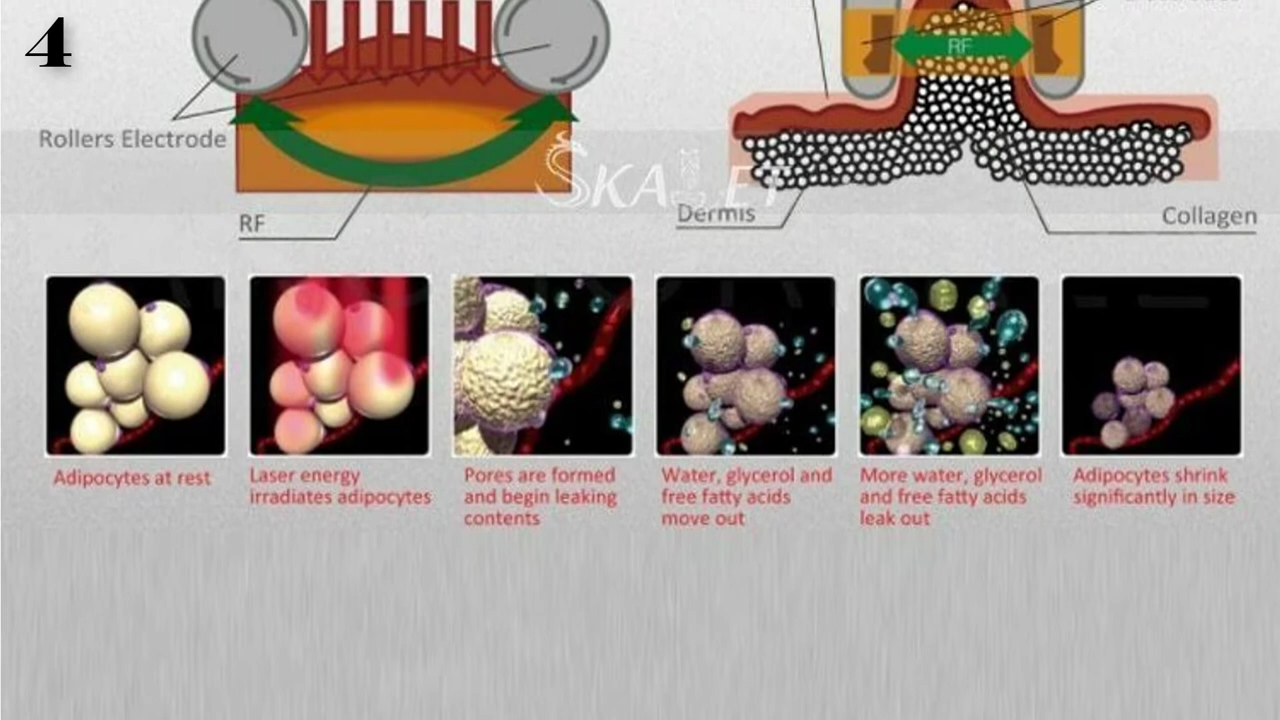 4
RF
Rollers Electrode
RF
Dermis
Collagen
Adipocytes at rest
Laser energy
irradiates adipocytes
Pores are formed
and begin leaking
contents
Water, glycerol and
free fatty acids
move out
More water, glycerol
and free fatty acids
leak out
Adipocytes shrink
significantly in size